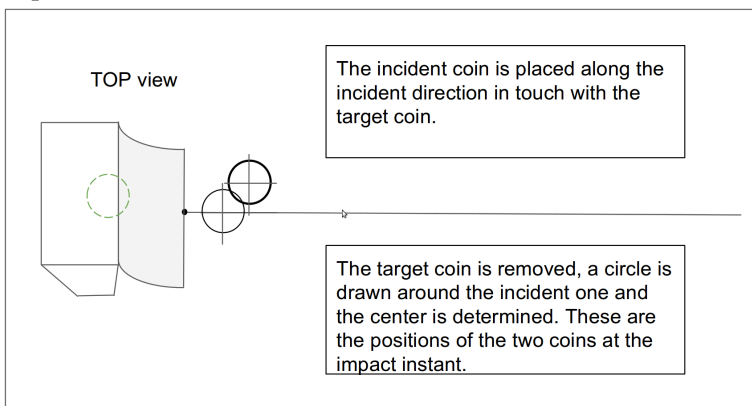 TOP view
The incident coin is placed along the
incident direction in touch with the
target coin.
The target coin is removed, a circle is
drawn around the incident one and
the center is determined. These are
the positions of the two coins at the
impact instant.